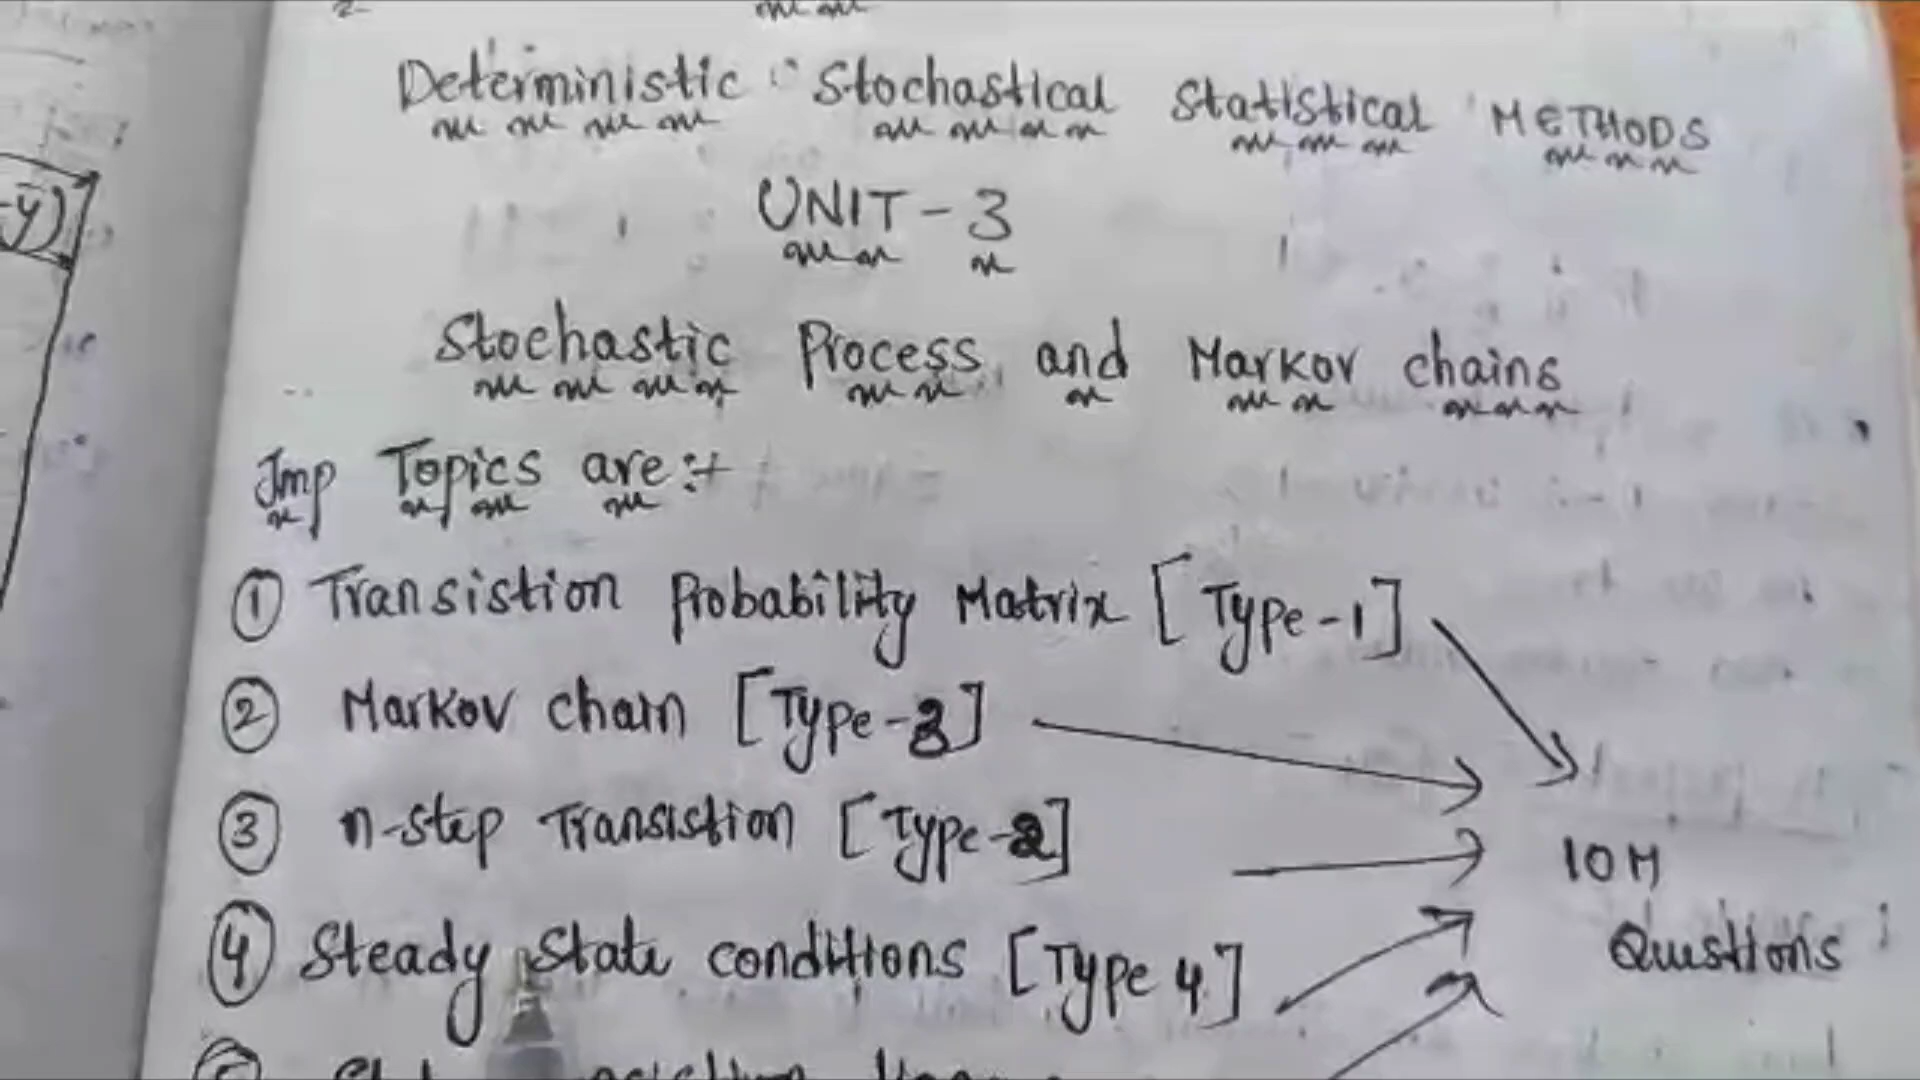 Deterministic Stochastical Statistical METHODS
UNIT - 3
Stochastic Process and Markov chains
Imp Topics are :-
① Transistion Probability Matrix [Type-1]
② Markov chain [Type-3]
③ n-step Transistion [Type-2]
④ Steady State conditions [Type 4]
10M
Questions